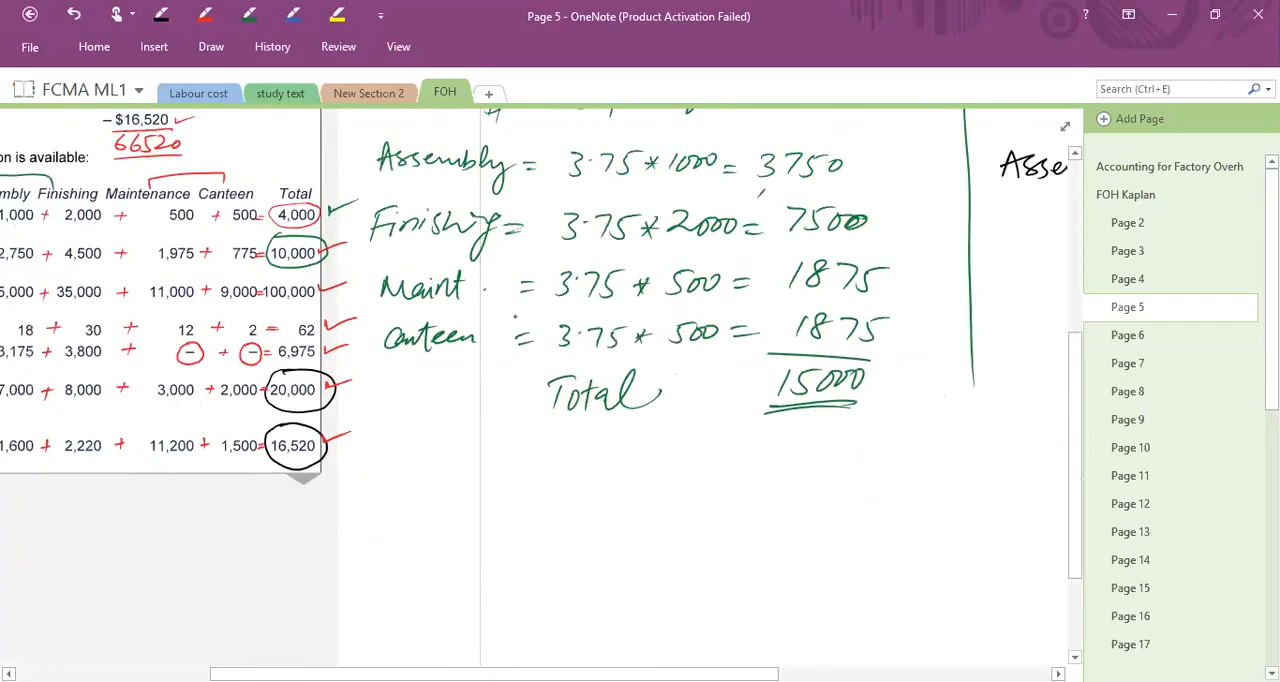 Page 5 - OneNote (Product Activation Failed)
File Home Insert Draw History Review View
FCMA ML1
Labour cost study text New Section 2 FOH
Search (Ctrl+E)
Add Page
Accounting for Factory Overh
FOH Kaplan
Page 2
Page 3
Page 4
Page 5
Page 6
Page 7
Page 8
Page 9
Page 10
Page 11
Page 12
Page 13
Page 14
Page 15
Page 16
Page 17
– $16,520
66520
on is available:
mbly Finishing Maintenance Canteen Total
1,000 + 2,000 + 500 + 500 = 4,000
2,750 + 4,500 + 1,975 + 775 = 10,000
5,000 + 35,000 + 11,000 + 9,000 = 100,000
18 + 30 + 12 + 2 = 62
3,175 + 3,800 + – + – = 6,975
7,000 + 8,000 + 3,000 + 2,000 = 20,000
1,600 + 2,220 + 11,200 + 1,500 = 16,520
Assembly = 3.75 * 1000 = 3750
Finishing = 3.75 * 2000 = 7500
Maint. = 3.75 * 500 = 1875
Canteen = 3.75 * 500 = 1875
Total 15000
Asse